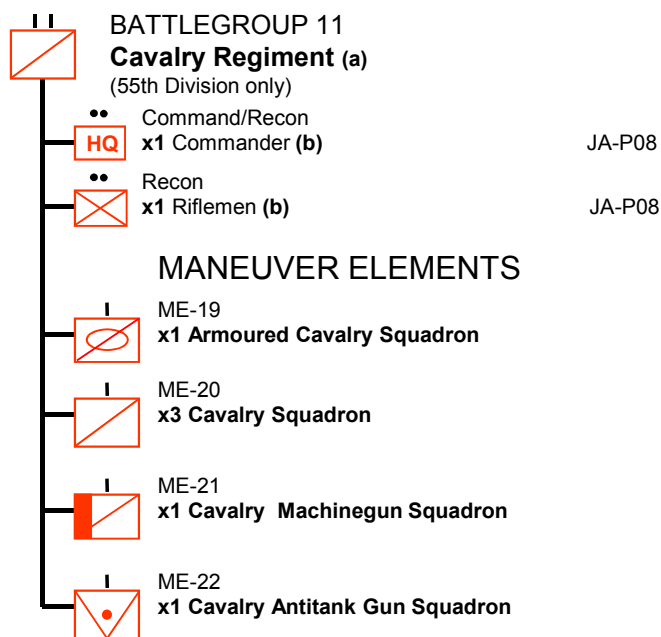 BATTLEGROUP 11
Cavalry Regiment (a)
(55th Division only)
Command/Recon
HQ x1 Commander (b) JA-P08
Recon
x1 Riflemen (b) JA-P08
MANEUVER ELEMENTS
ME-19
x1 Armoured Cavalry Squadron
ME-20
x3 Cavalry Squadron
ME-21
x1 Cavalry Machinegun Squadron
ME-22
x1 Cavalry Antitank Gun Squadron